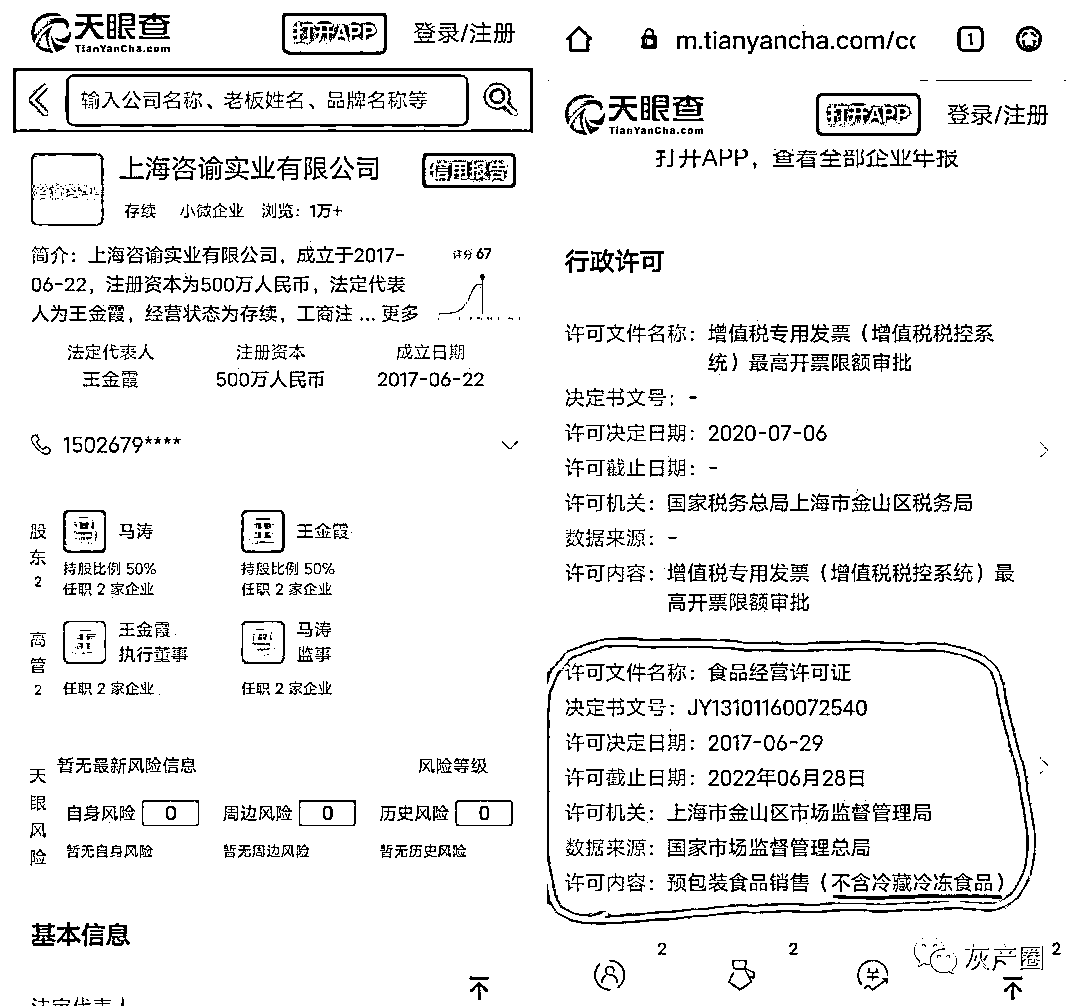 天眼查
TianYanCha.com
打开APP
登录/注册
输入公司名称、老板姓名、品牌名称等
上海咨谕实业有限公司
信用报告
存续 小微企业 浏览：1万+
简介：上海咨谕实业有限公司，成立于2017-
06-22，注册资本为500万人民币，法定代表
人为王金霞，经营状态为存续，工商注 ... 更多
评分 67
法定代表人 注册资本 成立日期
王金霞 500万人民币 2017-06-22
1502679****
股东
2
马涛
持股比例 50%
任职 2 家企业
王金霞
持股比例 50%
任职 2 家企业
高管
2
王金霞
执行董事
任职 2 家企业
马涛
监事
任职 2 家企业
天眼风险
暂无最新风险信息 风险等级
自身风险 0 周边风险 0 历史风险 0
暂无自身风险 暂无周边风险 暂无历史风险
基本信息
法定代表人
m.tianyancha.com/cc
1
天眼查
TianYanCha.com
打开APP
登录/注册
打开APP，查看全部企业年报
行政许可
许可文件名称：增值税专用发票（增值税税控系
统）最高开票限额审批
决定书文号：-
许可决定日期：2020-07-06
许可截止日期：-
许可机关：国家税务总局上海市金山区税务局
数据来源：-
许可内容：增值税专用发票（增值税税控系统）最
高开票限额审批
许可文件名称：食品经营许可证
决定书文号：JY13101160072540
许可决定日期：2017-06-29
许可截止日期：2022年06月28日
许可机关：上海市金山区市场监督管理局
数据来源：国家市场监督管理总局
许可内容：预包装食品销售（不含冷藏冷冻食品）
2 2 2
灰产圈